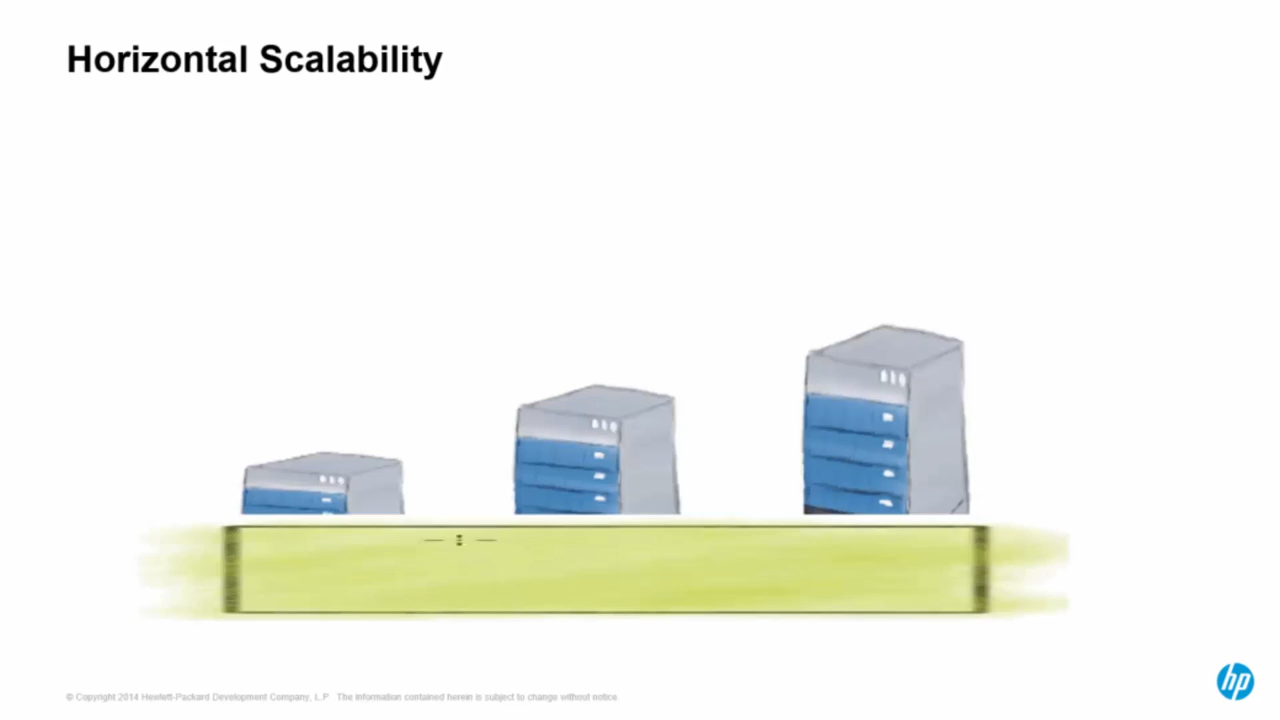 Horizontal Scalability
© Copyright 2014 Hewlett-Packard Development Company, L.P. The information contained herein is subject to change without notice.
hp